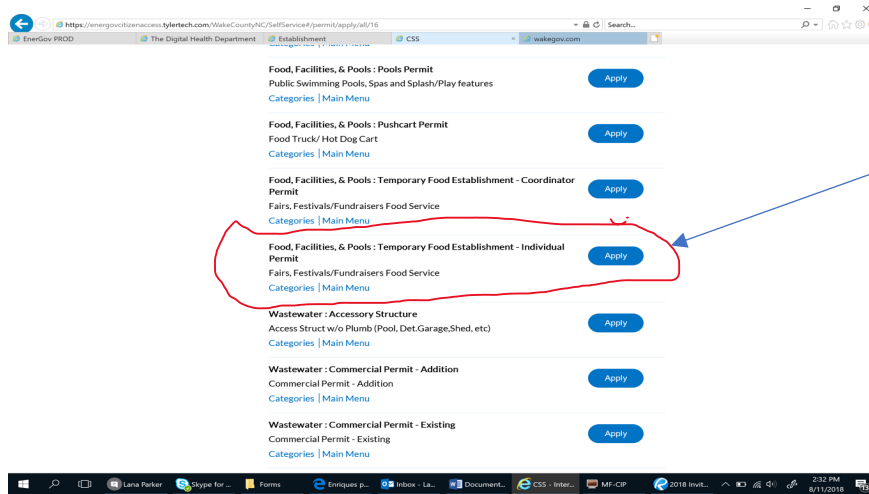 https://energovcitizenaccess.tylertech.com/WakeCountyNC/SelfService#/permit/apply/all/16
Search...
EnerGov PROD
The Digital Health Department
Establishment
CSS
wakegov.com
Categories | Main Menu
Food, Facilities, & Pools : Pools Permit
Public Swimming Pools, Spas and Splash/Play features
Categories | Main Menu
Apply
Food, Facilities, & Pools : Pushcart Permit
Food Truck/ Hot Dog Cart
Categories | Main Menu
Apply
Food, Facilities, & Pools : Temporary Food Establishment - Coordinator
Permit
Fairs, Festivals/Fundraisers Food Service
Categories | Main Menu
Apply
Food, Facilities, & Pools : Temporary Food Establishment - Individual
Permit
Fairs, Festivals/Fundraisers Food Service
Categories | Main Menu
Apply
Wastewater : Accessory Structure
Access Struct w/o Plumb (Pool, Det.Garage,Shed, etc)
Categories | Main Menu
Apply
Wastewater : Commercial Permit - Addition
Commercial Permit - Addition
Categories | Main Menu
Apply
Wastewater : Commercial Permit - Existing
Commercial Permit - Existing
Categories | Main Menu
Apply
Lana Parker
Skype for ...
Forms
Enriques p...
Inbox - La...
Document...
CSS - Inter...
MF-CIP
2018 Invit...
2:32 PM
8/11/2018
13